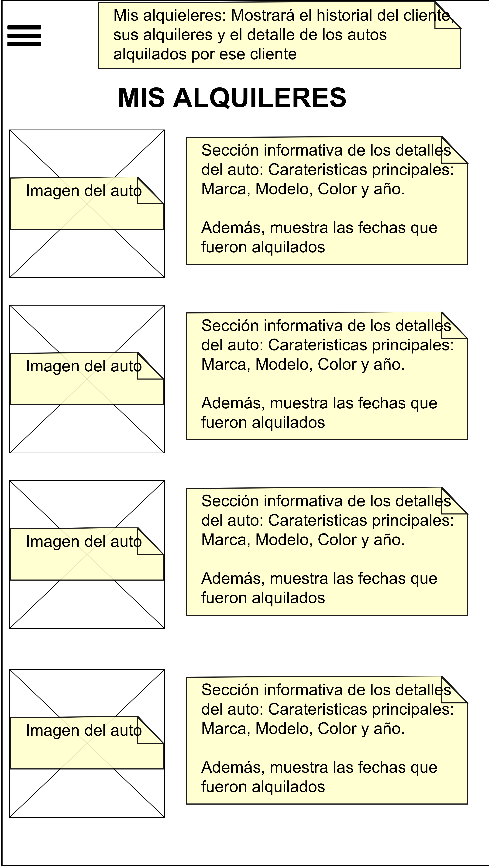 Mis alquieleres: Mostrará el historial del cliente,
sus alquileres y el detalle de los autos
alquilados por ese cliente
MIS ALQUILERES
Imagen del auto
Sección informativa de los detalles
del auto: Carateristicas principales:
Marca, Modelo, Color y año.
Además, muestra las fechas que
fueron alquilados
Imagen del auto
Sección informativa de los detalles
del auto: Carateristicas principales:
Marca, Modelo, Color y año.
Además, muestra las fechas que
fueron alquilados
Imagen del auto
Sección informativa de los detalles
del auto: Carateristicas principales:
Marca, Modelo, Color y año.
Además, muestra las fechas que
fueron alquilados
Imagen del auto
Sección informativa de los detalles
del auto: Carateristicas principales:
Marca, Modelo, Color y año.
Además, muestra las fechas que
fueron alquilados